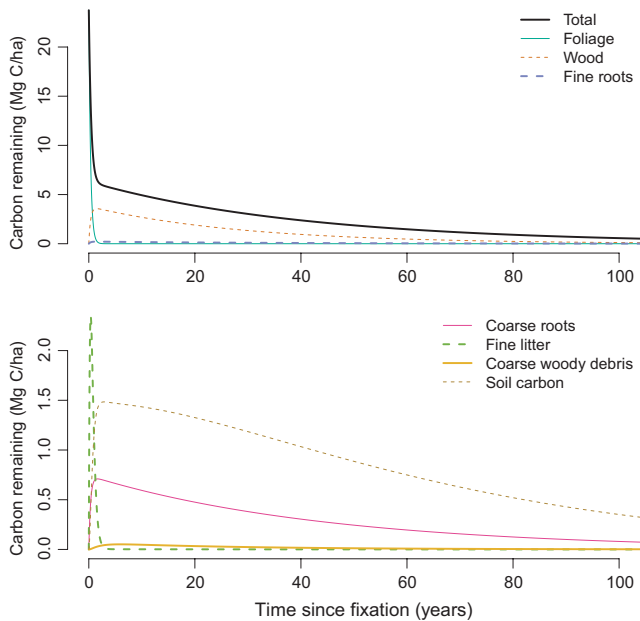 Carbon remaining (Mg C/ha)
20
15
10
5
0
Total
Foliage
Wood
Fine roots
0 20 40 60 80 100
Carbon remaining (Mg C/ha)
2.0
1.5
1.0
0.5
0.0
Coarse roots
Fine litter
Coarse woody debris
Soil carbon
0 20 40 60 80 100
Time since fixation (years)